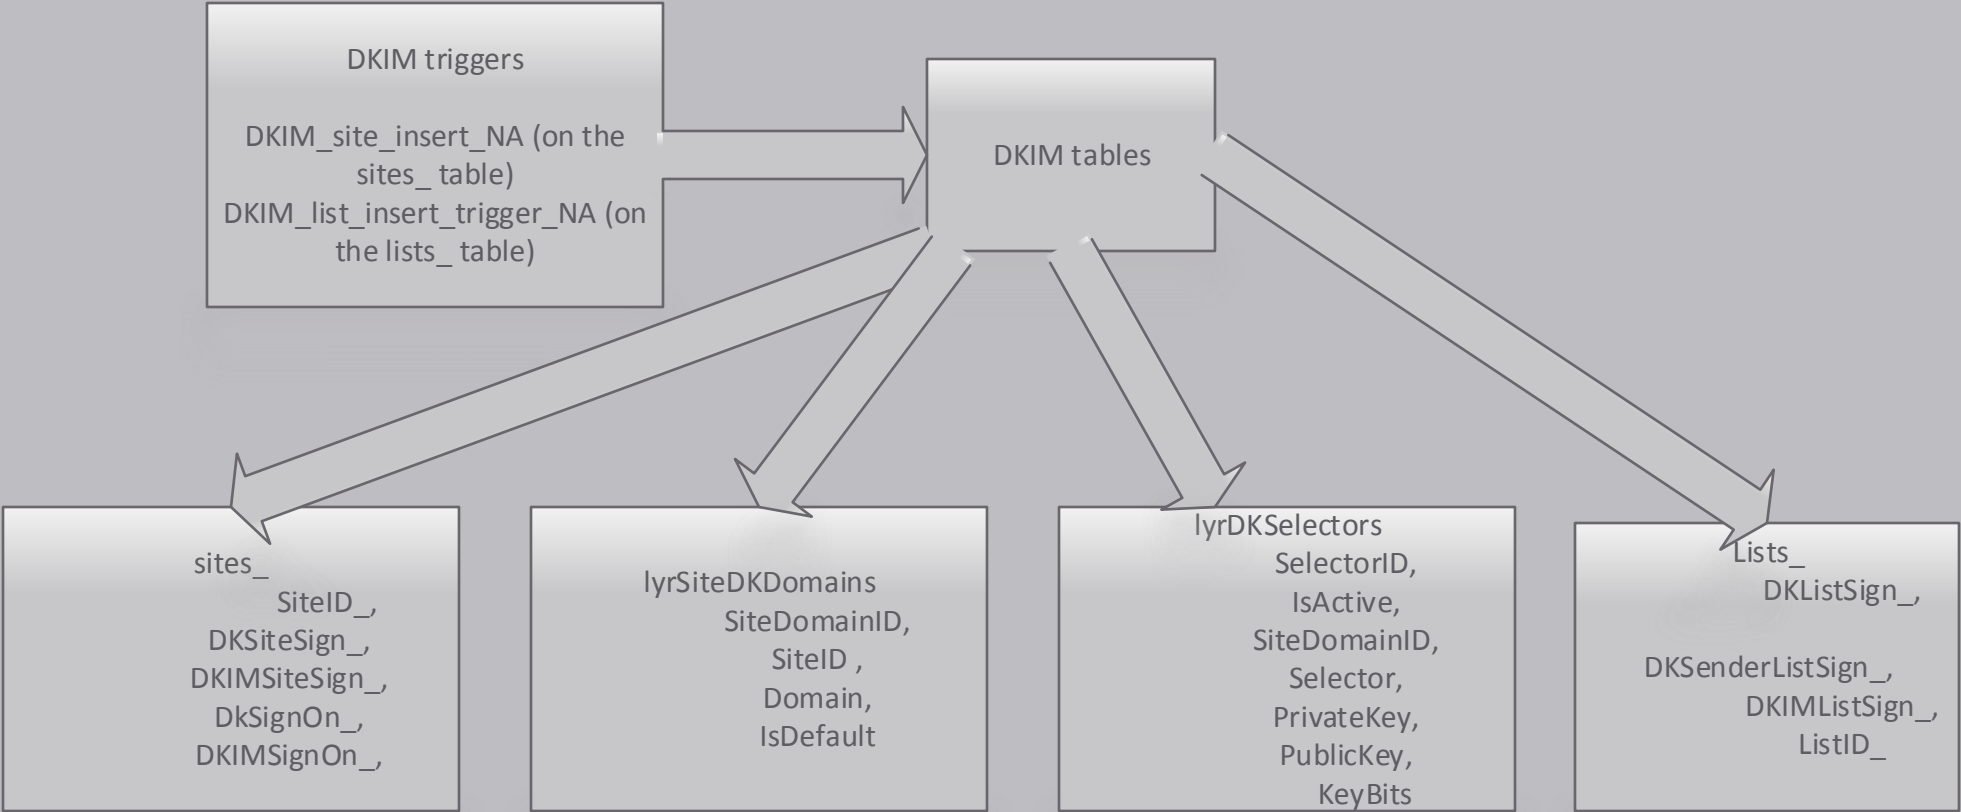 DKIM triggers
DKIM_site_insert_NA (on the
sites_ table)
DKIM_list_insert_trigger_NA (on
the lists_ table)
DKIM tables
sites_
SiteID_,
DKSiteSign_,
DKIMSiteSign_,
DkSignOn_,
DKIMSignOn_,
lyrSiteDKDomains
SiteDomainID,
SiteID ,
Domain,
IsDefault
lyrDKSelectors
SelectorID,
IsActive,
SiteDomainID,
Selector,
PrivateKey,
PublicKey,
KeyBits
Lists_
DKListSign_,
DKSenderListSign_,
DKIMListSign_,
ListID_